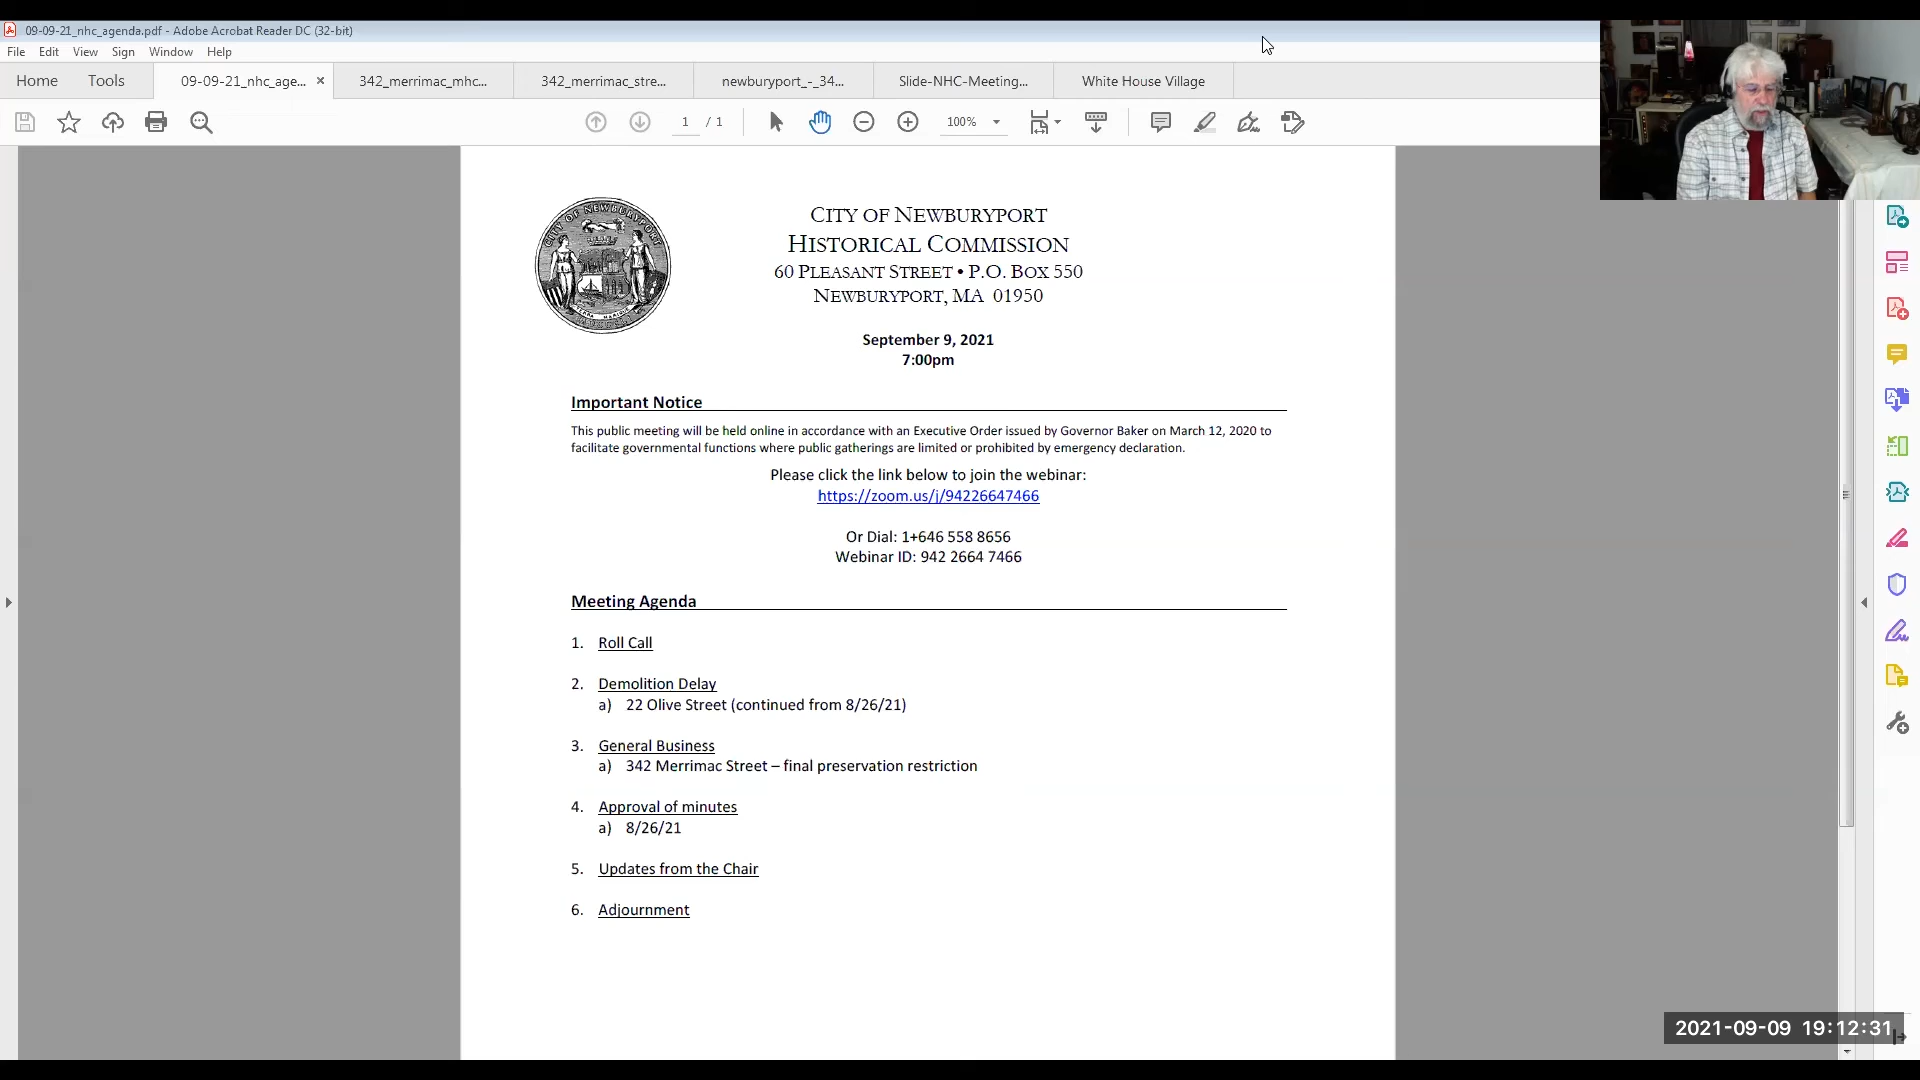 09-09-21_nhc_agenda.pdf - Adobe Acrobat Reader DC (32-bit)
File Edit View Sign Window Help
Home Tools 09-09-21_nhc_age... × 342_merrimac_mhc... 342_merrimac_stre... newburyport_-_34... Slide-NHC-Meeting... White House Village
1 / 1 100%
CITY OF NEWBURYPORT
HISTORICAL COMMISSION
60 PLEASANT STREET • P.O. BOX 550
NEWBURYPORT, MA 01950
CITY OF NEWBURYPORT
September 9, 2021
7:00pm
Important Notice
This public meeting will be held online in accordance with an Executive Order issued by Governor Baker on March 12, 2020 to
facilitate governmental functions where public gatherings are limited or prohibited by emergency declaration.
Please click the link below to join the webinar:
https://zoom.us/j/94226647466
Or Dial: 1+646 558 8656
Webinar ID: 942 2664 7466
Meeting Agenda
1. Roll Call
2. Demolition Delay
a) 22 Olive Street (continued from 8/26/21)
3. General Business
a) 342 Merrimac Street – final preservation restriction
4. Approval of minutes
a) 8/26/21
5. Updates from the Chair
6. Adjournment
2021-09-09 19:12:31